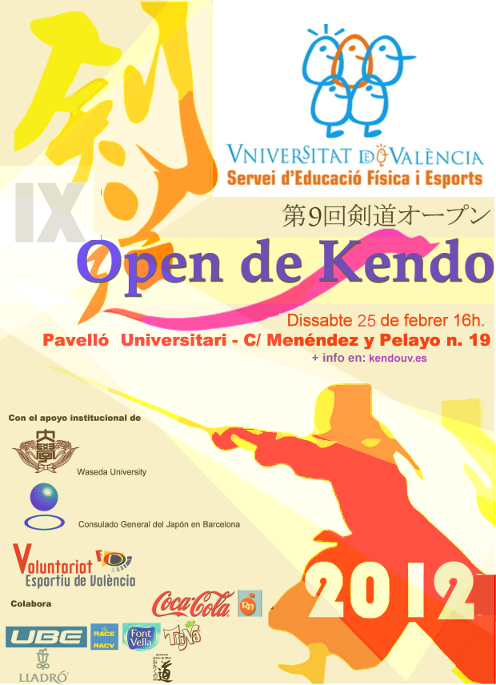 VNIVERSITAT DE VALÈNCIA
Servei d'Educació Física i Esports
IX
第9回剣道オープン
Open de Kendo
Dissabte 25 de febrer 16h.
Pavelló Universitari - C/ Menéndez y Pelayo n. 19
+ info en: kendouv.es
Con el apoyo institucional de
Waseda University
Consulado General del Japón en Barcelona
Voluntariat
Esportiu de València
Colabora
Coca-Cola
2012
UBE
RACE
RACV
Font
Vella
LLADRÓ